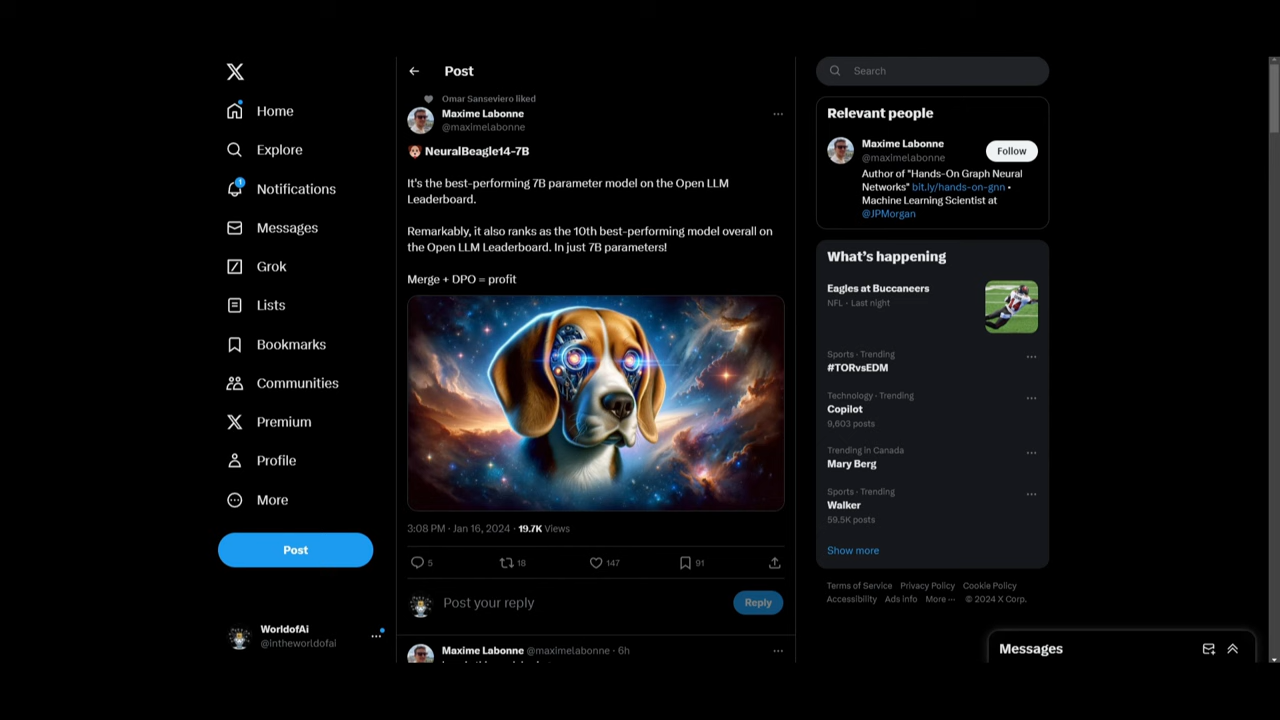 Home
Explore
1
Notifications
Messages
Grok
Lists
Bookmarks
Communities
Premium
Profile
More
Post
WorldofAi
@intheworldofai
Post
Omar Sanseviero liked
Maxime Labonne
@maximelabonne
NeuralBeagle14-7B
It's the best-performing 7B parameter model on the Open LLM
Leaderboard.
Remarkably, it also ranks as the 10th best-performing model overall on
the Open LLM Leaderboard. In just 7B parameters!
Merge + DPO = profit
3:08 PM · Jan 16, 2024 · 19.7K Views
5 18 147 91
Post your reply
Reply
Maxime Labonne @maximelabonne · 6h
Search
Relevant people
Maxime Labonne
@maximelabonne
Follow
Author of "Hands-On Graph Neural
Networks" bit.ly/hands-on-gnn •
Machine Learning Scientist at
@JPMorgan
What's happening
Eagles at Buccaneers
NFL · Last night
Sports · Trending
#TORvsEDM
Technology · Trending
Copilot
9,603 posts
Trending in Canada
Mary Berg
Sports · Trending
Walker
59.5K posts
Show more
Terms of Service Privacy Policy Cookie Policy
Accessibility Ads info More ··· © 2024 X Corp.
Messages